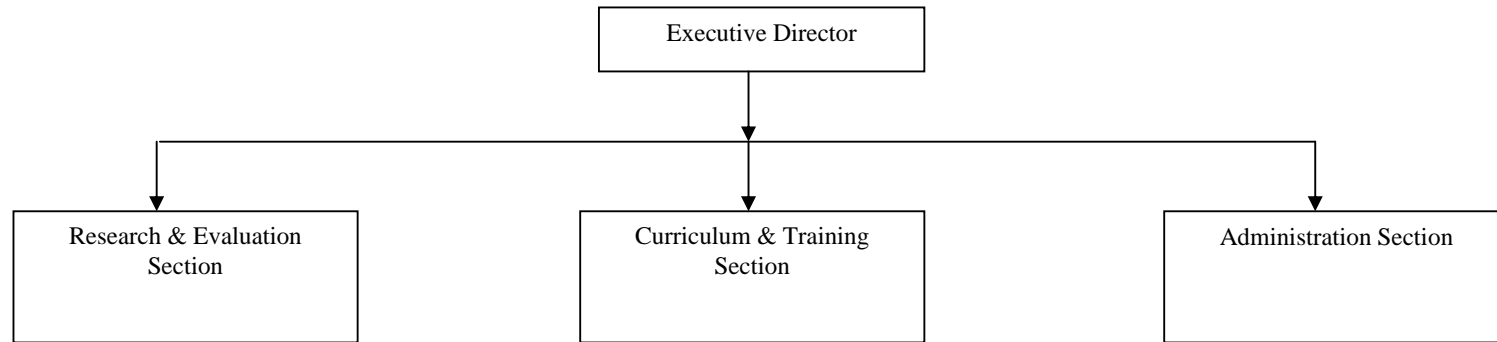 Executive Director
Research & Evaluation
Section
Curriculum & Training
Section
Administration Section